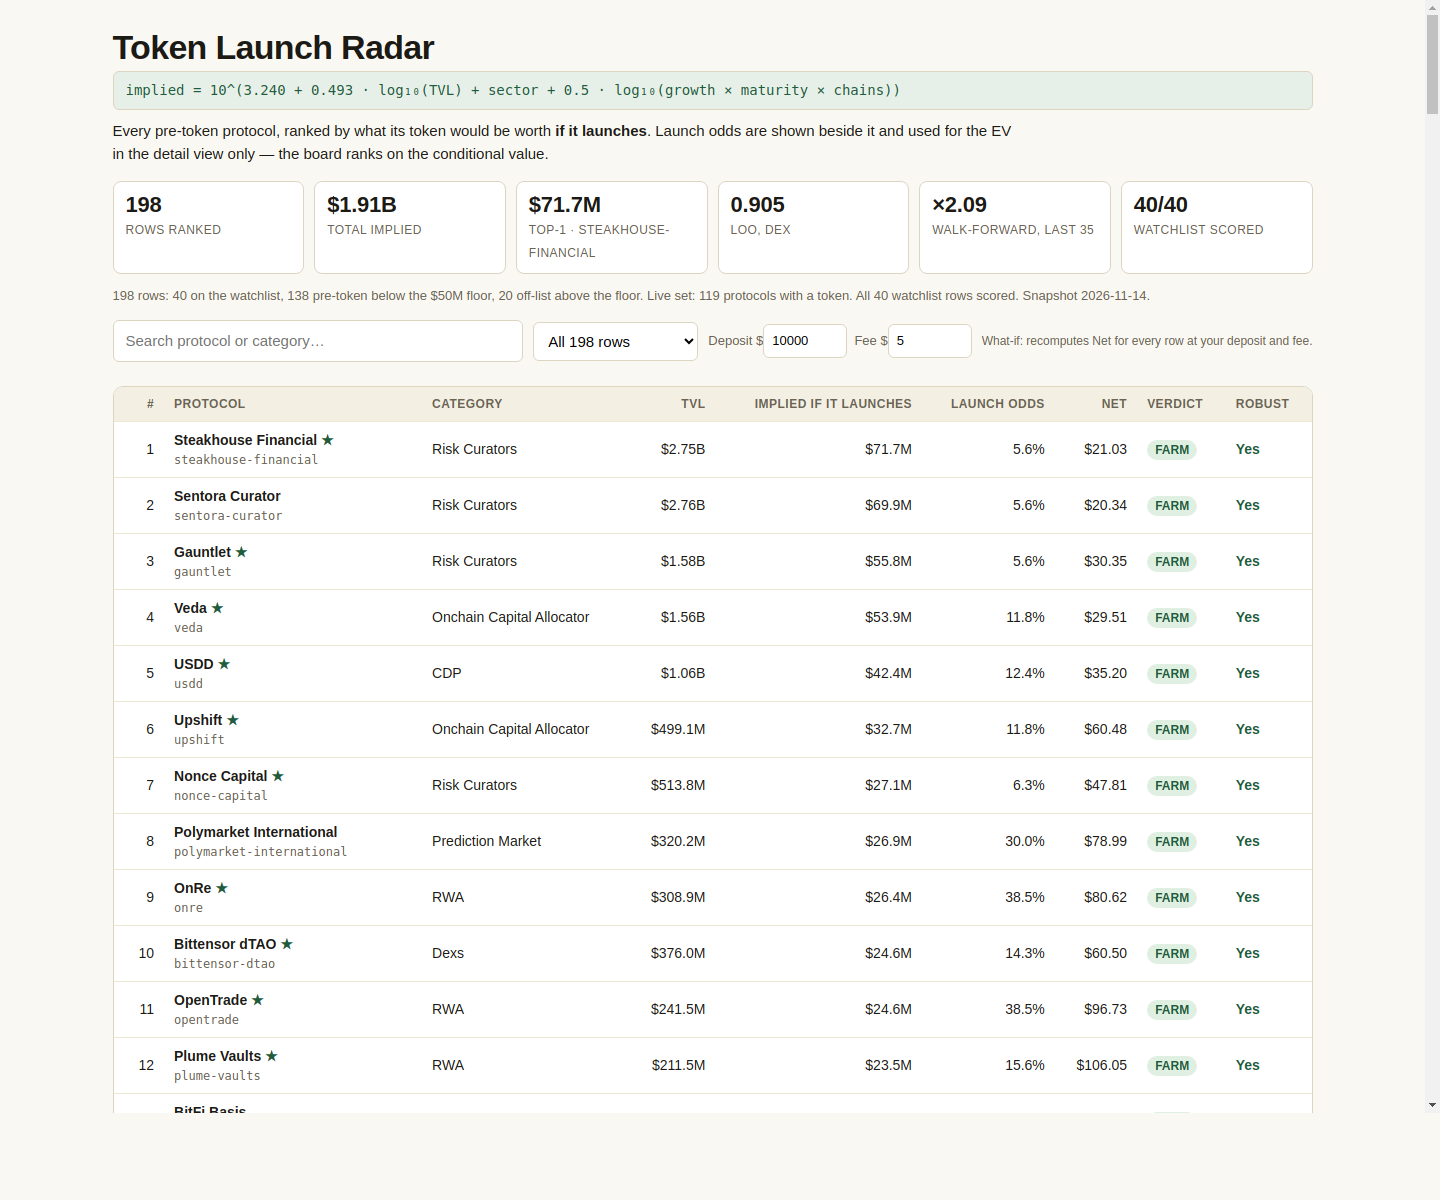 Token Launch Radar
implied = 10^(3.240 + 0.493 · log₁₀(TVL) + sector + 0.5 · log₁₀(growth × maturity × chains))
Every pre-token protocol, ranked by what its token would be worth if it launches. Launch odds are shown beside it and used for the EV
in the detail view only — the board ranks on the conditional value.
198
ROWS RANKED
$1.91B
TOTAL IMPLIED
$71.7M
TOP-1 · STEAKHOUSE-
FINANCIAL
0.905
LOO, DEX
×2.09
WALK-FORWARD, LAST 35
40/40
WATCHLIST SCORED
198 rows: 40 on the watchlist, 138 pre-token below the $50M floor, 20 off-list above the floor. Live set: 119 protocols with a token. All 40 watchlist rows scored. Snapshot 2026-11-14.
Search protocol or category… All 198 rows Deposit $ 10000 Fee $ 5 What-if: recomputes Net for every row at your deposit and fee.
# PROTOCOL CATEGORY TVL IMPLIED IF IT LAUNCHES LAUNCH ODDS NET VERDICT ROBUST
1 Steakhouse Financial ★ Risk Curators $2.75B $71.7M 5.6% $21.03 FARM Yes
steakhouse-financial
2 Sentora Curator Risk Curators $2.76B $69.9M 5.6% $20.34 FARM Yes
sentora-curator
3 Gauntlet ★ Risk Curators $1.58B $55.8M 5.6% $30.35 FARM Yes
gauntlet
4 Veda ★ Onchain Capital Allocator $1.56B $53.9M 11.8% $29.51 FARM Yes
veda
5 USDD ★ CDP $1.06B $42.4M 12.4% $35.20 FARM Yes
usdd
6 Upshift ★ Onchain Capital Allocator $499.1M $32.7M 11.8% $60.48 FARM Yes
upshift
7 Nonce Capital ★ Risk Curators $513.8M $27.1M 6.3% $47.81 FARM Yes
nonce-capital
8 Polymarket International Prediction Market $320.2M $26.9M 30.0% $78.99 FARM Yes
polymarket-international
9 OnRe ★ RWA $308.9M $26.4M 38.5% $80.62 FARM Yes
onre
10 Bittensor dTAO ★ Dexs $376.0M $24.6M 14.3% $60.50 FARM Yes
bittensor-dtao
11 OpenTrade ★ RWA $241.5M $24.6M 38.5% $96.73 FARM Yes
opentrade
12 Plume Vaults ★ RWA $211.5M $23.5M 15.6% $106.05 FARM Yes
plume-vaults
BitFi Basis